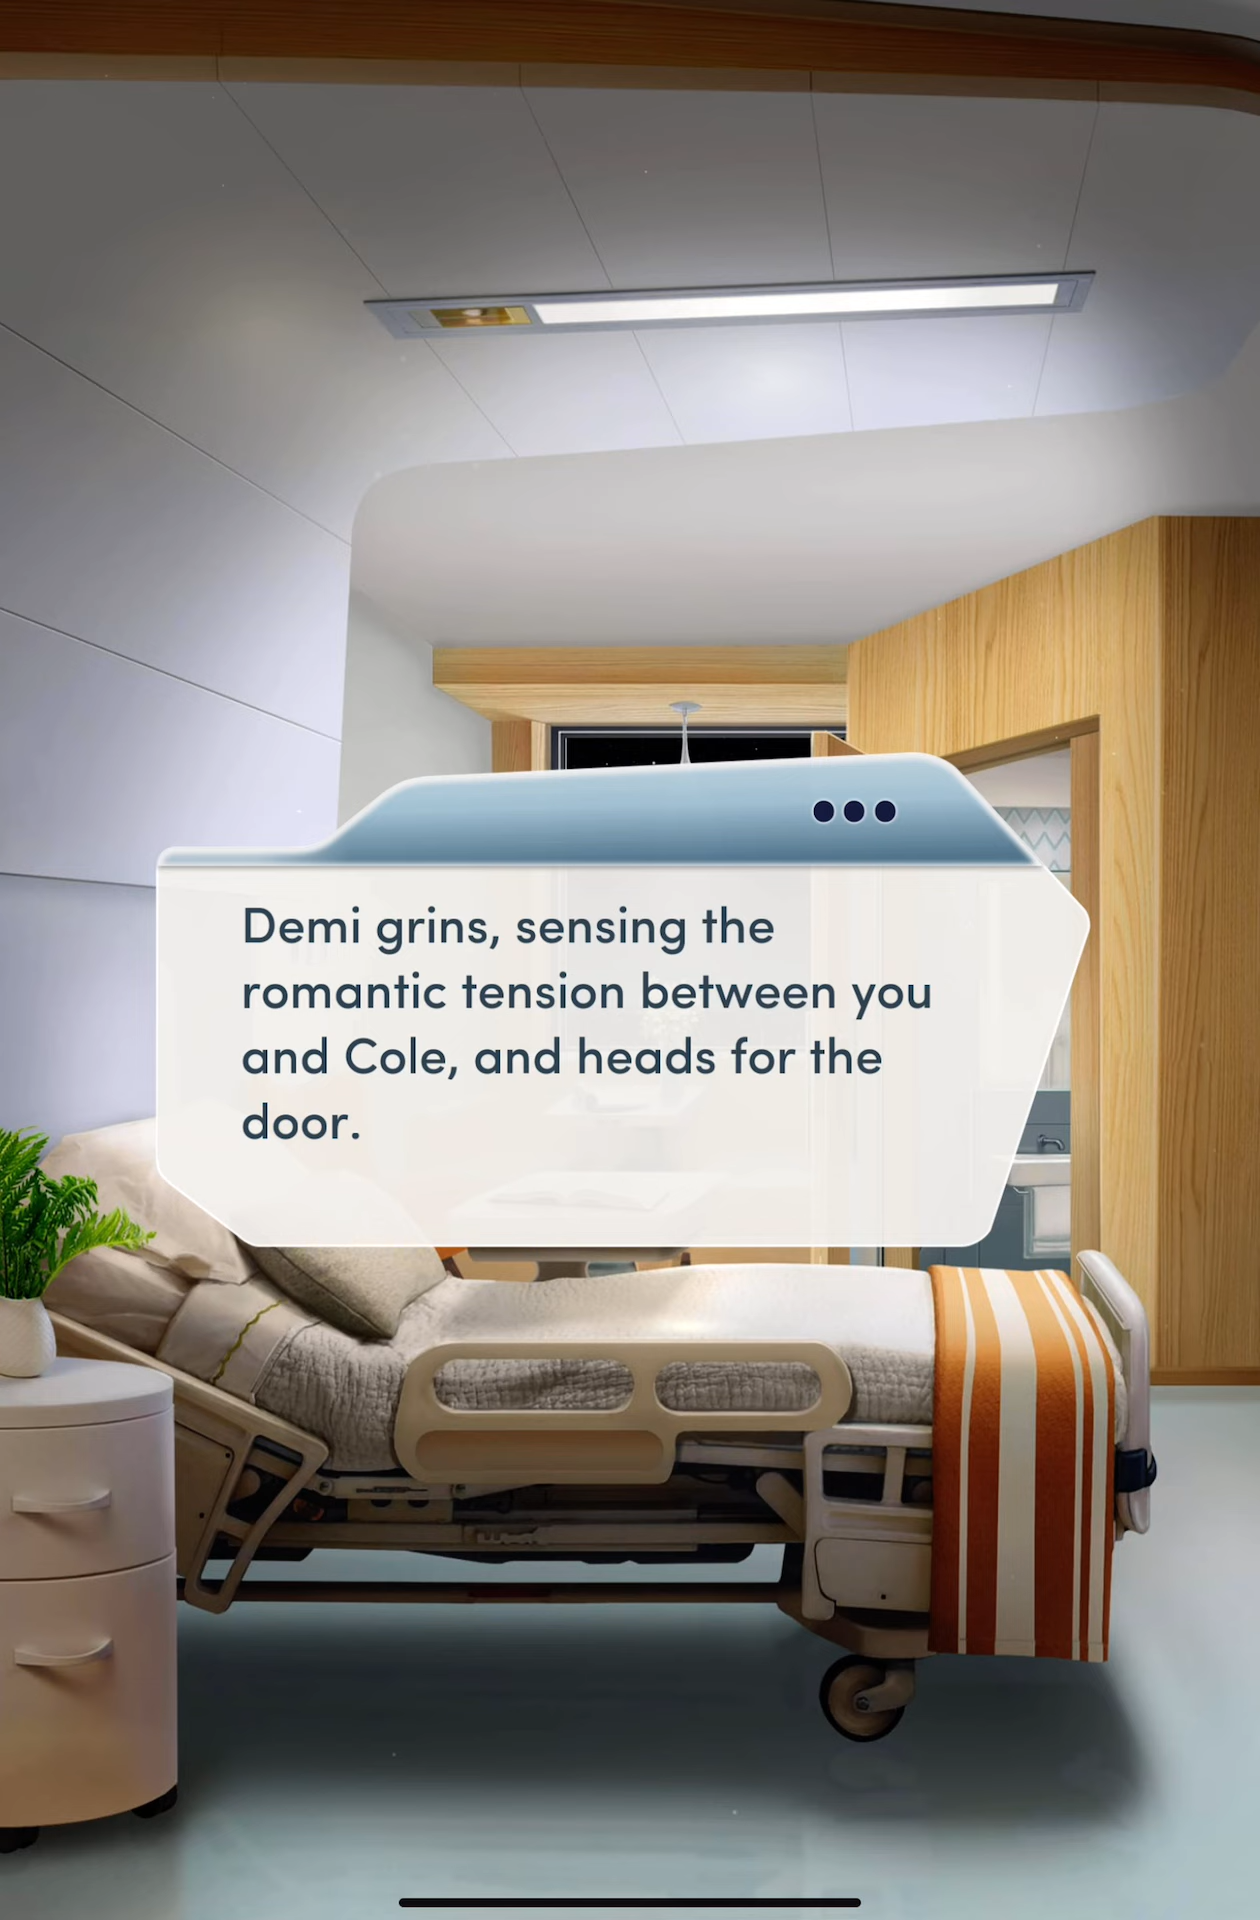 Demi grins, sensing the
romantic tension between you
and Cole, and heads for the
door.